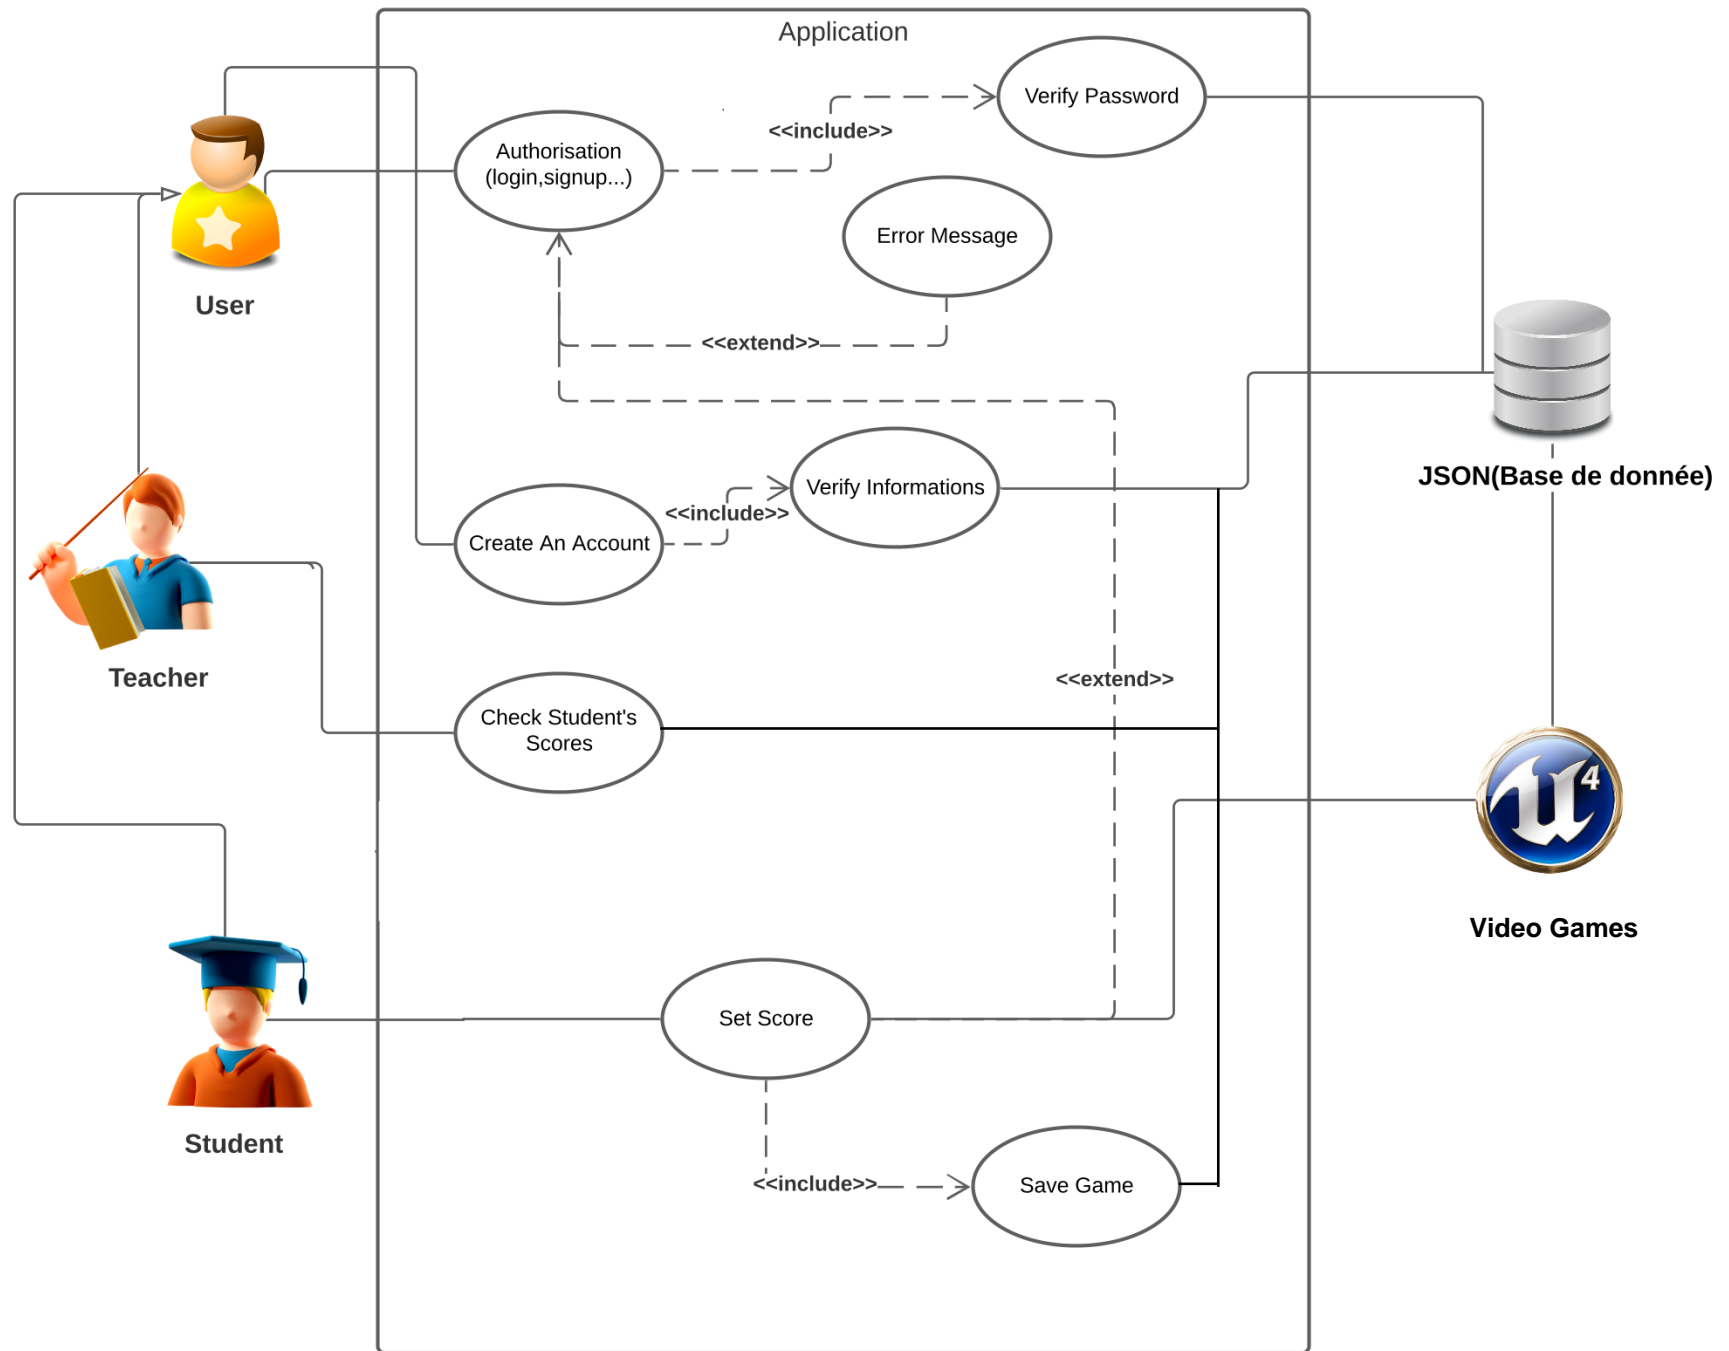 Application
Verify Password
<<include>>
Authorisation
(login,signup...)
Error Message
User
<<extend>>
JSON(Base de donnée)
Verify Informations
<<include>>
Create An Account
Teacher
<<extend>>
Check Student's
Scores
U4
Video Games
Set Score
Student
<<include>>
Save Game